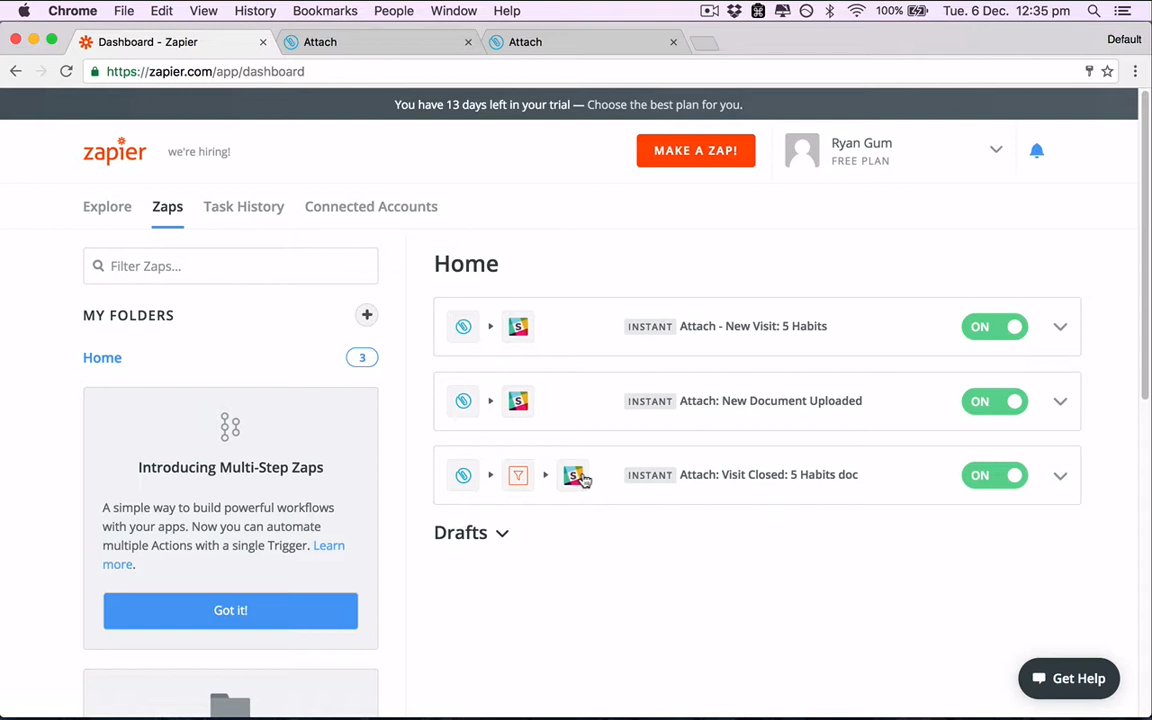 Chrome File Edit View History Bookmarks People Window Help 100% Tue. 6 Dec. 12:35 pm
Dashboard - Zapier Attach Attach Default
https://zapier.com/app/dashboard
You have 13 days left in your trial — Choose the best plan for you.
zapier we're hiring! MAKE A ZAP! Ryan Gum
FREE PLAN
Explore Zaps Task History Connected Accounts
Filter Zaps...
MY FOLDERS +
Home 3
Introducing Multi-Step Zaps
A simple way to build powerful workflows
with your apps. Now you can automate
multiple Actions with a single Trigger. Learn
more.
Got it!
Home
INSTANT Attach - New Visit: 5 Habits ON
INSTANT Attach: New Document Uploaded ON
INSTANT Attach: Visit Closed: 5 Habits doc ON
Drafts
Get Help